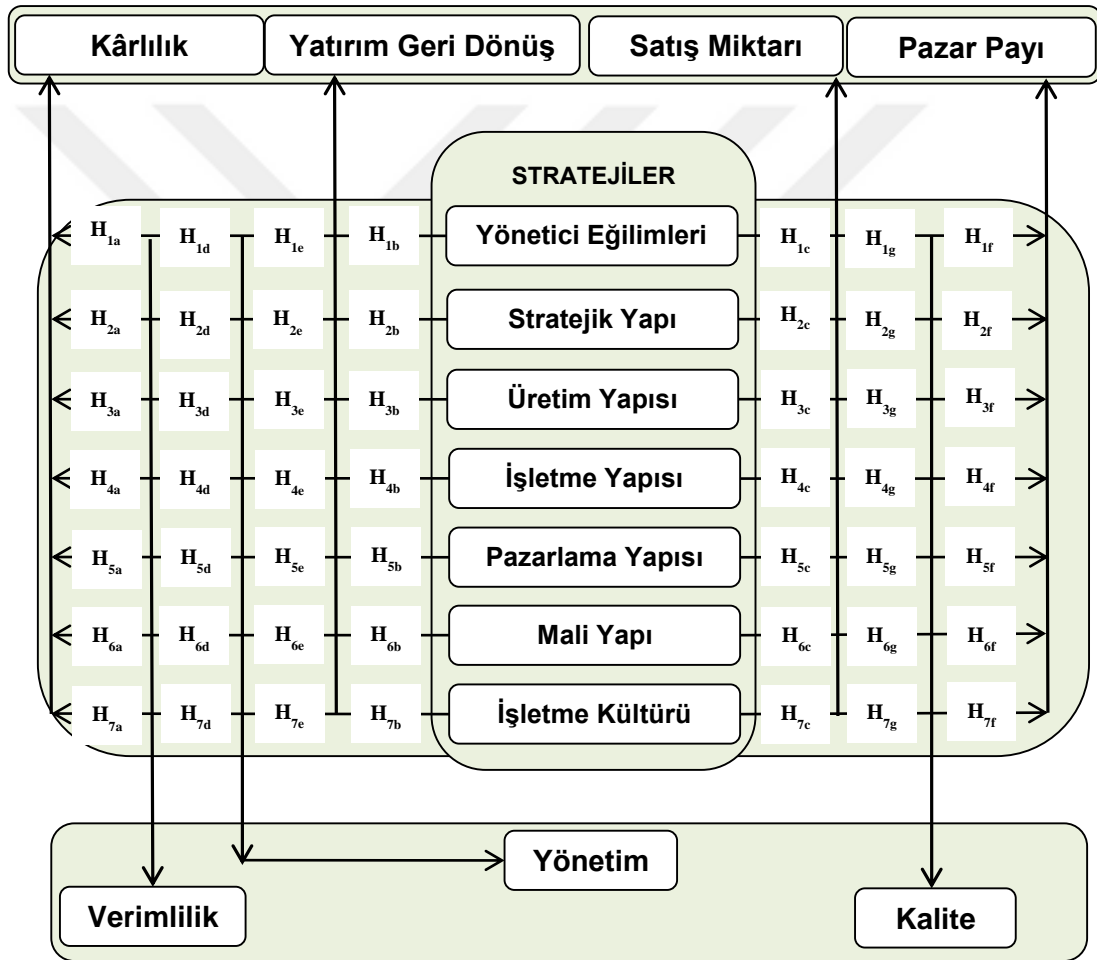 Kârlılık Yatırım Geri Dönüş Satış Miktarı Pazar Payı
STRATEJİLER
H1a H1d H1e H1b Yönetici Eğilimleri H1c H1g H1f
H2a H2d H2e H2b Stratejik Yapı H2c H2g H2f
H3a H3d H3e H3b Üretim Yapısı H3c H3g H3f
H4a H4d H4e H4b İşletme Yapısı H4c H4g H4f
H5a H5d H5e H5b Pazarlama Yapısı H5c H5g H5f
H6a H6d H6e H6b Mali Yapı H6c H6g H6f
H7a H7d H7e H7b İşletme Kültürü H7c H7g H7f
Yönetim
Verimlilik Kalite